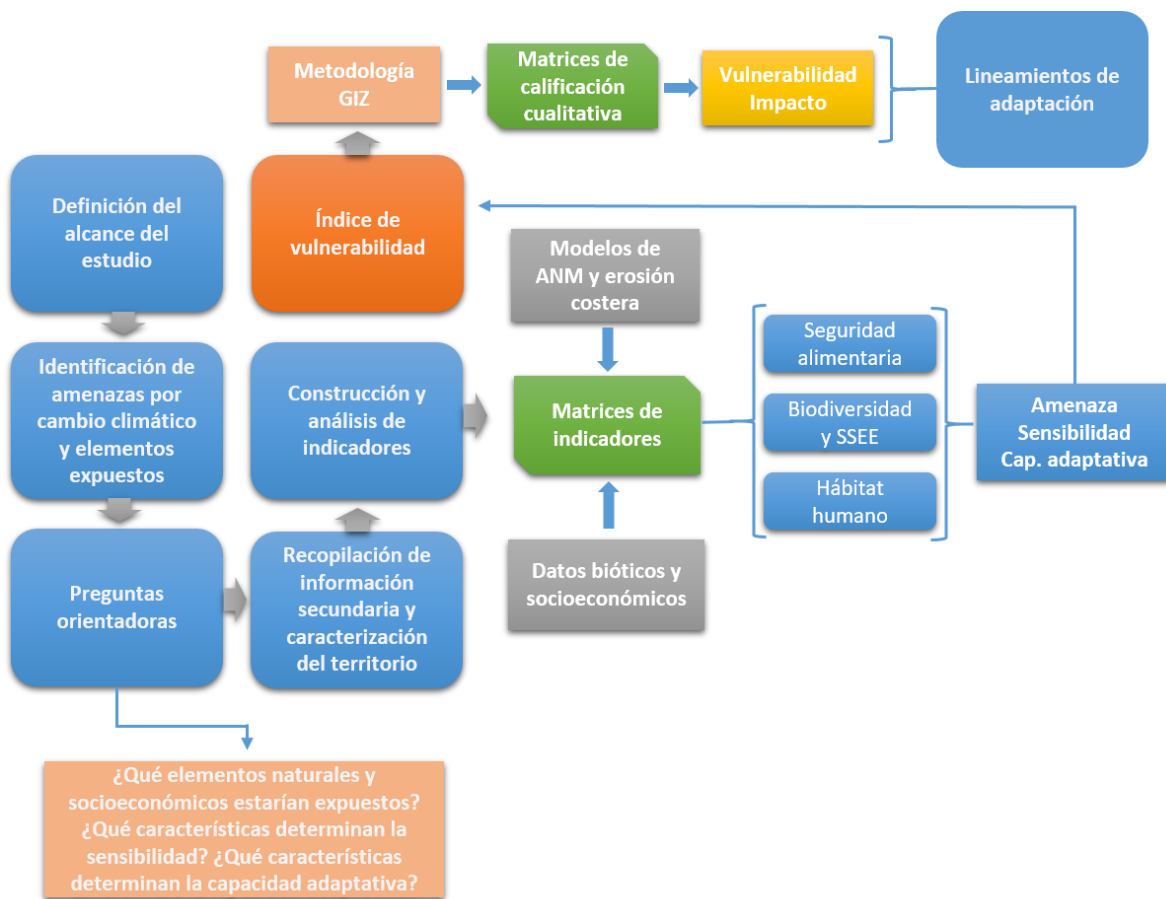 Metodología
GIZ
Matrices de
calificación
cualitativa
Vulnerabilidad
Impacto
Lineamientos de
adaptación
Definición del
alcance del
estudio
Índice de
vulnerabilidad
Modelos de
ANM y erosión
costera
Identificación de
amenazas por
cambio climático
y elementos
expuestos
Construcción y
análisis de
indicadores
Matrices de
indicadores
Seguridad
alimentaria
Biodiversidad
y SSEE
Hábitat
humano
Amenaza
Sensibilidad
Cap. adaptativa
Preguntas
orientadoras
Recopilación de
información
secundaria y
caracterización
del territorio
Datos bióticos y
socioeconómicos
¿Qué elementos naturales y
socioeconómicos estarían expuestos?
¿Qué características determinan la
sensibilidad? ¿Qué características
determinan la capacidad adaptativa?